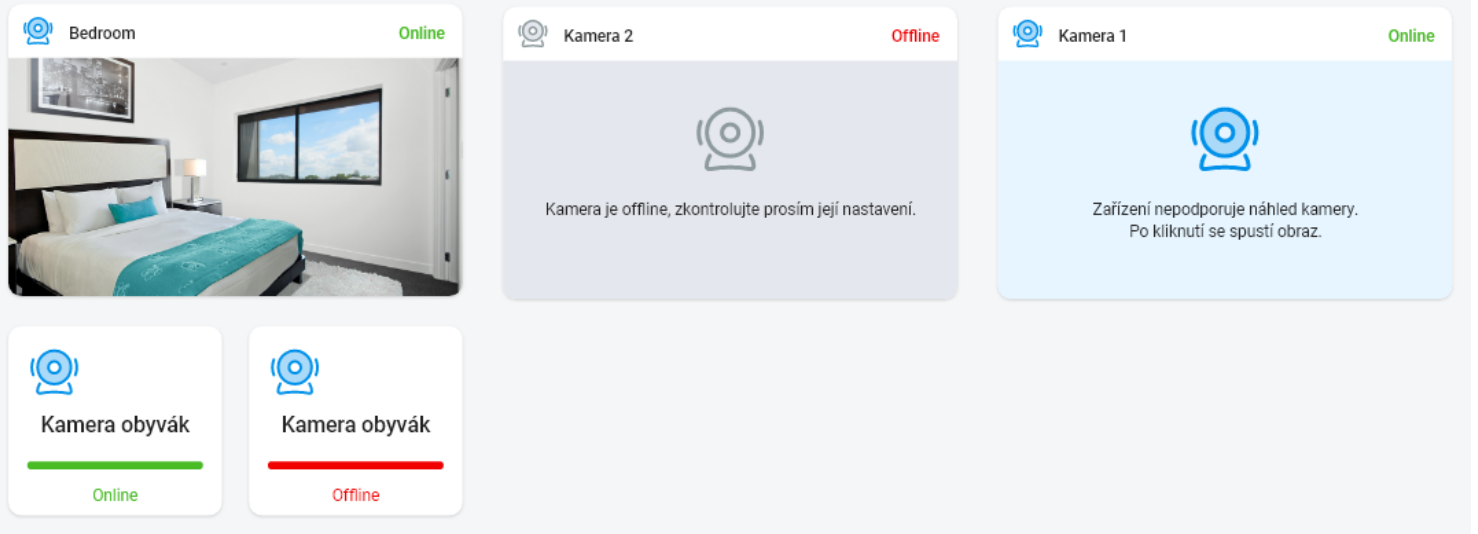 Bedroom
Online
Kamera 2
Offline
Kamera 1
Online
Kamera je offline, zkontrolujte prosím její nastavení.
Zařízení nepodporuje náhled kamery.
Po kliknutí se spustí obraz.
Kamera obyvák
Online
Kamera obyvák
Offline